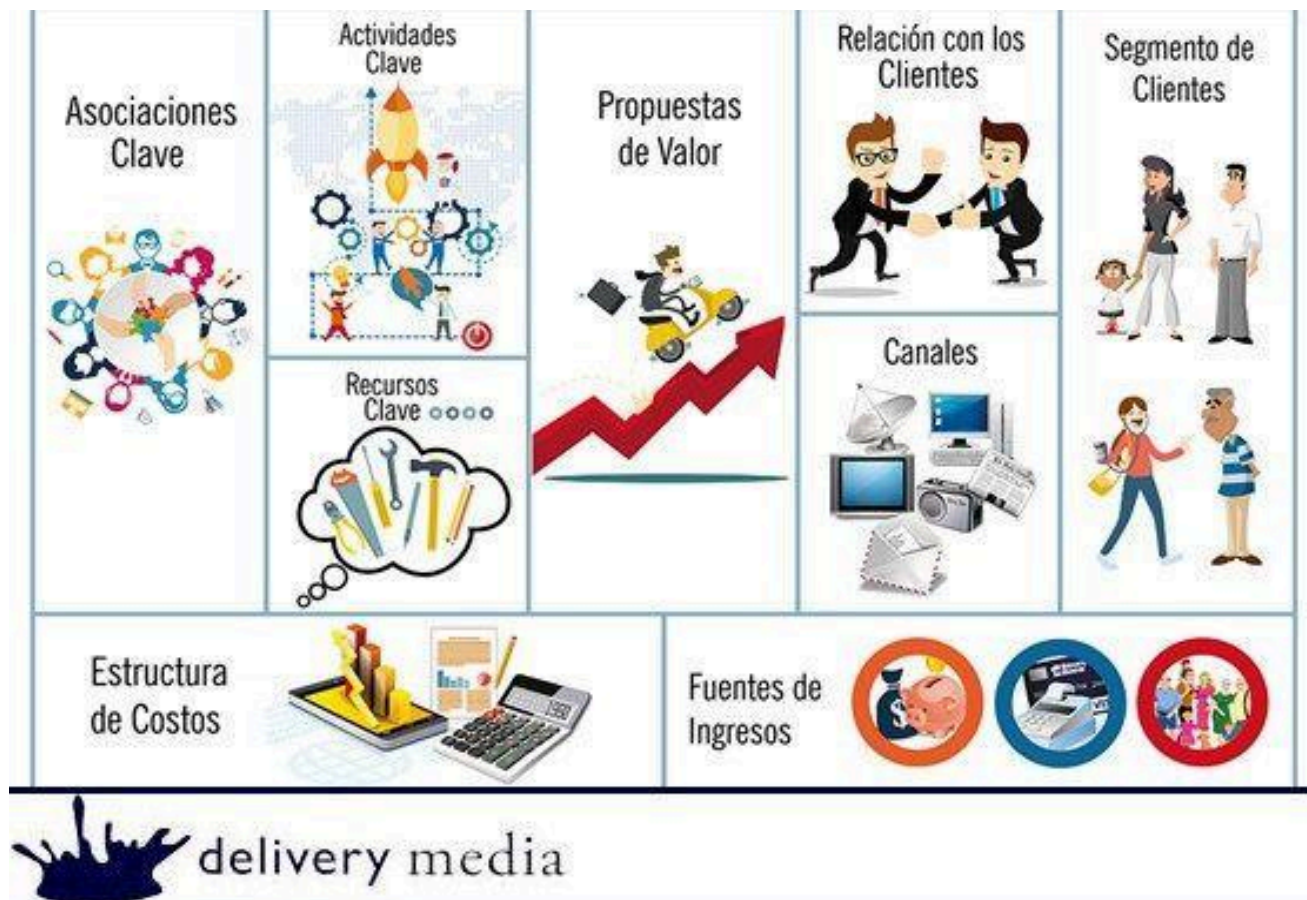 Asociaciones
Clave
Actividades
Clave
Recursos
Clave
Propuestas
de Valor
Relación con los
Clientes
Canales
Segmento de
Clientes
Estructura
de Costos
Fuentes de
Ingresos
delivery media